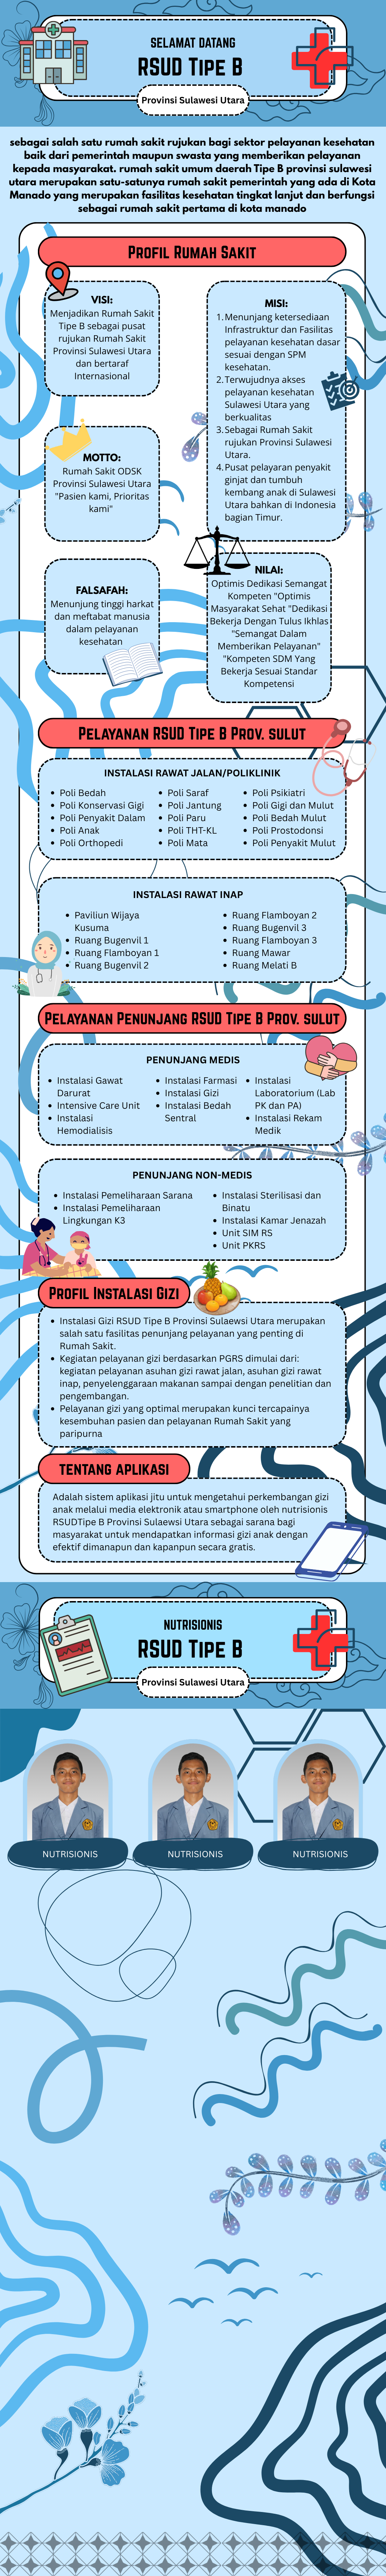 SELAMAT DATANG
RSUD Tipe B
Provinsi Sulawesi Utara
sebagai salah satu rumah sakit rujukan bagi sektor pelayanan kesehatan
baik dari pemerintah maupun swasta yang memberikan pelayanan
kepada masyarakat. rumah sakit umum daerah Tipe B provinsi sulawesi
utara merupakan satu-satunya rumah sakit pemerintah yang ada di Kota
Manado yang merupakan fasilitas kesehatan tingkat lanjut dan berfungsi
sebagai rumah sakit pertama di kota manado
Profil Rumah Sakit
VISI:
Menjadikan Rumah Sakit
Tipe B sebagai pusat
rujukan Rumah Sakit
Provinsi Sulawesi Utara
dan bertaraf
Internasional
MISI:
1. Menunjang ketersediaan
Infrastruktur dan Fasilitas
pelayanan kesehatan dasar
sesuai dengan SPM
kesehatan.
2. Terwujudnya akses
pelayanan kesehatan
Sulawesi Utara yang
berkualitas
3. Sebagai Rumah Sakit
rujukan Provinsi Sulawesi
Utara.
4. Pusat pelayaran penyakit
ginjat dan tumbuh
kembang anak di Sulawesi
Utara bahkan di Indonesia
bagian Timur.
MOTTO:
Rumah Sakit ODSK
Provinsi Sulawesi Utara
"Pasien kami, Prioritas
kami"
FALSAFAH:
Menunjung tinggi harkat
dan meftabat manusia
dalam pelayanan
kesehatan
NILAI:
Optimis Dedikasi Semangat
Kompeten "Optimis
Masyarakat Sehat "Dedikasi
Bekerja Dengan Tulus Ikhlas
"Semangat Dalam
Memberikan Pelayanan"
"Kompeten SDM Yang
Bekerja Sesuai Standar
Kompetensi
Pelayanan RSUD Tipe B Prov. sulut
INSTALASI RAWAT JALAN/POLIKLINIK
• Poli Bedah
• Poli Konservasi Gigi
• Poli Penyakit Dalam
• Poli Anak
• Poli Orthopedi
• Poli Saraf
• Poli Jantung
• Poli Paru
• Poli THT-KL
• Poli Mata
• Poli Psikiatri
• Poli Gigi dan Mulut
• Poli Bedah Mulut
• Poli Prostodonsi
• Poli Penyakit Mulut
INSTALASI RAWAT INAP
• Paviliun Wijaya
Kusuma
• Ruang Bugenvil 1
• Ruang Flamboyan 1
• Ruang Bugenvil 2
• Ruang Flamboyan 2
• Ruang Bugenvil 3
• Ruang Flamboyan 3
• Ruang Mawar
• Ruang Melati B
Pelayanan Penunjang RSUD Tipe B Prov. sulut
PENUNJANG MEDIS
• Instalasi Gawat
Darurat
• Intensive Care Unit
• Instalasi
Hemodialisis
• Instalasi Farmasi
• Instalasi Gizi
• Instalasi Bedah
Sentral
• Instalasi
Laboratorium (Lab
PK dan PA)
• Instalasi Rekam
Medik
PENUNJANG NON-MEDIS
• Instalasi Pemeliharaan Sarana
• Instalasi Pemeliharaan
Lingkungan K3
• Instalasi Sterilisasi dan
Binatu
• Instalasi Kamar Jenazah
• Unit SIM RS
• Unit PKRS
Profil Instalasi Gizi
• Instalasi Gizi RSUD Tipe B Provinsi Sulaewsi Utara merupakan
salah satu fasilitas penunjang pelayanan yang penting di
Rumah Sakit.
• Kegiatan pelayanan gizi berdasarkan PGRS dimulai dari:
kegiatan pelayanan asuhan gizi rawat jalan, asuhan gizi rawat
inap, penyelenggaraan makanan sampai dengan penelitian dan
pengembangan.
• Pelayanan gizi yang optimal merupakan kunci tercapainya
kesembuhan pasien dan pelayanan Rumah Sakit yang
paripurna
TENTANG APLIKASI
Adalah sistem aplikasi jitu untuk mengetahui perkembangan gizi
anak melalui media elektronik atau smartphone oleh nutrisionis
RSUDTipe B Provinsi Sulaewsi Utara sebagai sarana bagi
masyarakat untuk mendapatkan informasi gizi anak dengan
efektif dimanapun dan kapanpun secara gratis.
NUTRISIONIS
RSUD Tipe B
Provinsi Sulawesi Utara
NUTRISIONIS
NUTRISIONIS
NUTRISIONIS